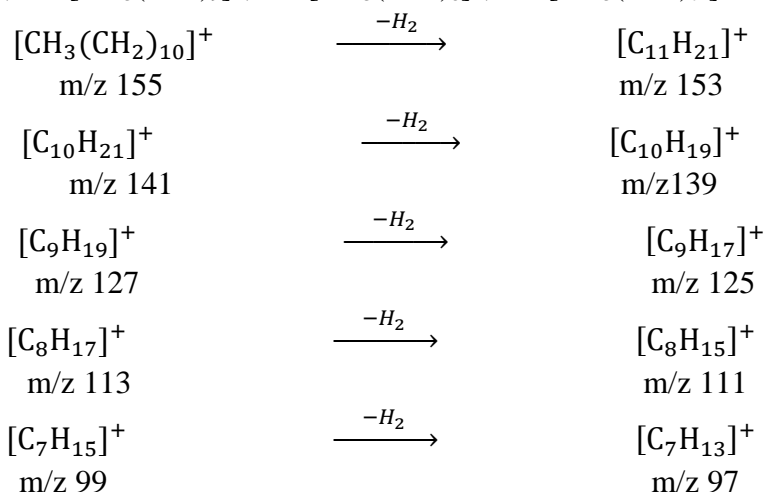 [CH₃(CH₂)₁₀]⁺ −H₂ → [C₁₁H₂₁]⁺
m/z 155 m/z 153
[C₁₀H₂₁]⁺ −H₂ → [C₁₀H₁₉]⁺
m/z 141 m/z139
[C₉H₁₉]⁺ −H₂ → [C₉H₁₇]⁺
m/z 127 m/z 125
[C₈H₁₇]⁺ −H₂ → [C₈H₁₅]⁺
m/z 113 m/z 111
[C₇H₁₅]⁺ −H₂ → [C₇H₁₃]⁺
m/z 99 m/z 97